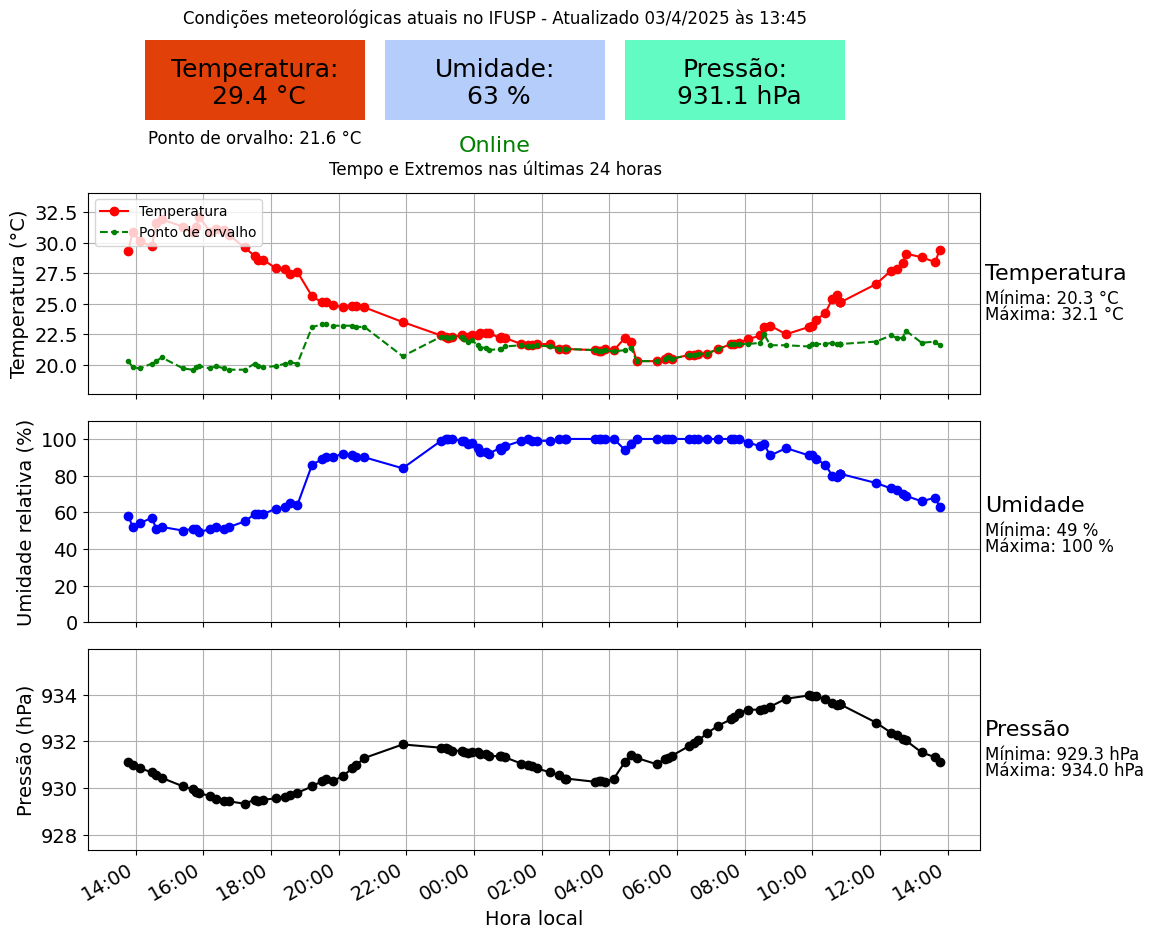 Condições meteorológicas atuais no IFUSP - Atualizado 03/4/2025 às 13:45
Temperatura:
29.4 °C
Umidade:
63 %
Pressão:
931.1 hPa
Ponto de orvalho: 21.6 °C
Online
Tempo e Extremos nas últimas 24 horas
Temperatura (°C)
32.5
30.0
27.5
25.0
22.5
20.0
Temperatura
Ponto de orvalho
Temperatura
Mínima: 20.3 °C
Máxima: 32.1 °C
Umidade relativa (%)
100
80
60
40
20
0
Umidade
Mínima: 49 %
Máxima: 100 %
Pressão (hPa)
934
932
930
928
Pressão
Mínima: 929.3 hPa
Máxima: 934.0 hPa
14:00
16:00
18:00
20:00
22:00
00:00
02:00
04:00
06:00
08:00
10:00
12:00
14:00
Hora local